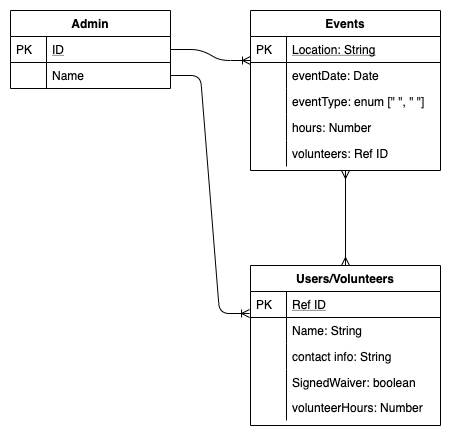 Admin
PK ID
Name
Events
PK Location: String
eventDate: Date
eventType: enum [" ", " "]
hours: Number
volunteers: Ref ID
Users/Volunteers
PK Ref ID
Name: String
contact info: String
SignedWaiver: boolean
volunteerHours: Number